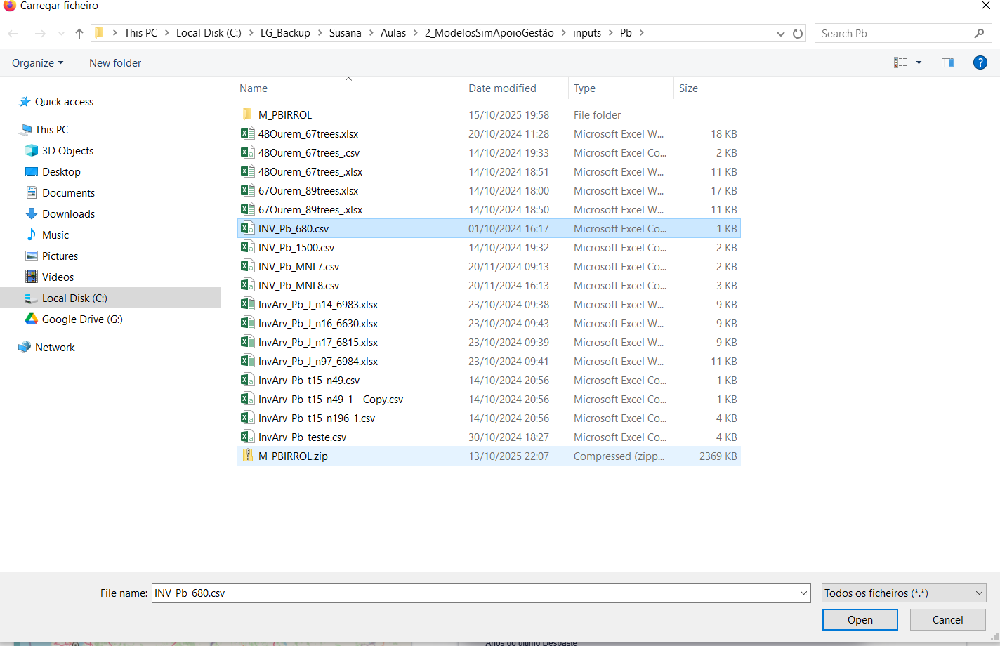 Carregar ficheiro
This PC > Local Disk (C:) > LG_Backup > Susana > Aulas > 2_ModelosSimApoioGestão > inputs > Pb >
Search Pb
Organize
New folder
Quick access
This PC
3D Objects
Desktop
Documents
Downloads
Music
Pictures
Videos
Local Disk (C:)
Google Drive (G:)
Network
Name Date modified Type Size
M_PBIRROL 15/10/2025 19:58 File folder
48Ourem_67trees.xlsx 20/10/2024 11:28 Microsoft Excel W... 18 KB
48Ourem_67trees_.csv 14/10/2024 19:33 Microsoft Excel Co... 2 KB
48Ourem_67trees_.xlsx 14/10/2024 18:51 Microsoft Excel W... 11 KB
67Ourem_89trees.xlsx 14/10/2024 18:00 Microsoft Excel W... 17 KB
67Ourem_89trees_.xlsx 14/10/2024 18:50 Microsoft Excel W... 11 KB
INV_Pb_680.csv 01/10/2024 16:17 Microsoft Excel Co... 1 KB
INV_Pb_1500.csv 14/10/2024 19:32 Microsoft Excel Co... 2 KB
INV_Pb_MNL7.csv 20/11/2024 09:13 Microsoft Excel Co... 2 KB
INV_Pb_MNL8.csv 20/11/2024 16:13 Microsoft Excel Co... 3 KB
InvArv_Pb_J_n14_6983.xlsx 23/10/2024 09:38 Microsoft Excel W... 9 KB
InvArv_Pb_J_n16_6630.xlsx 23/10/2024 09:43 Microsoft Excel W... 9 KB
InvArv_Pb_J_n17_6815.xlsx 23/10/2024 09:39 Microsoft Excel W... 9 KB
InvArv_Pb_J_n97_6984.xlsx 23/10/2024 09:41 Microsoft Excel W... 11 KB
InvArv_Pb_t15_n49.csv 14/10/2024 20:56 Microsoft Excel Co... 1 KB
InvArv_Pb_t15_n49_1 - Copy.csv 14/10/2024 20:56 Microsoft Excel Co... 1 KB
InvArv_Pb_t15_n196_1.csv 14/10/2024 20:56 Microsoft Excel Co... 4 KB
InvArv_Pb_teste.csv 30/10/2024 18:27 Microsoft Excel Co... 4 KB
M_PBIRROL.zip 13/10/2025 22:07 Compressed (zipp... 2369 KB
File name: INV_Pb_680.csv
Todos os ficheiros (*.*)
Open
Cancel
Anos do último Desbaste